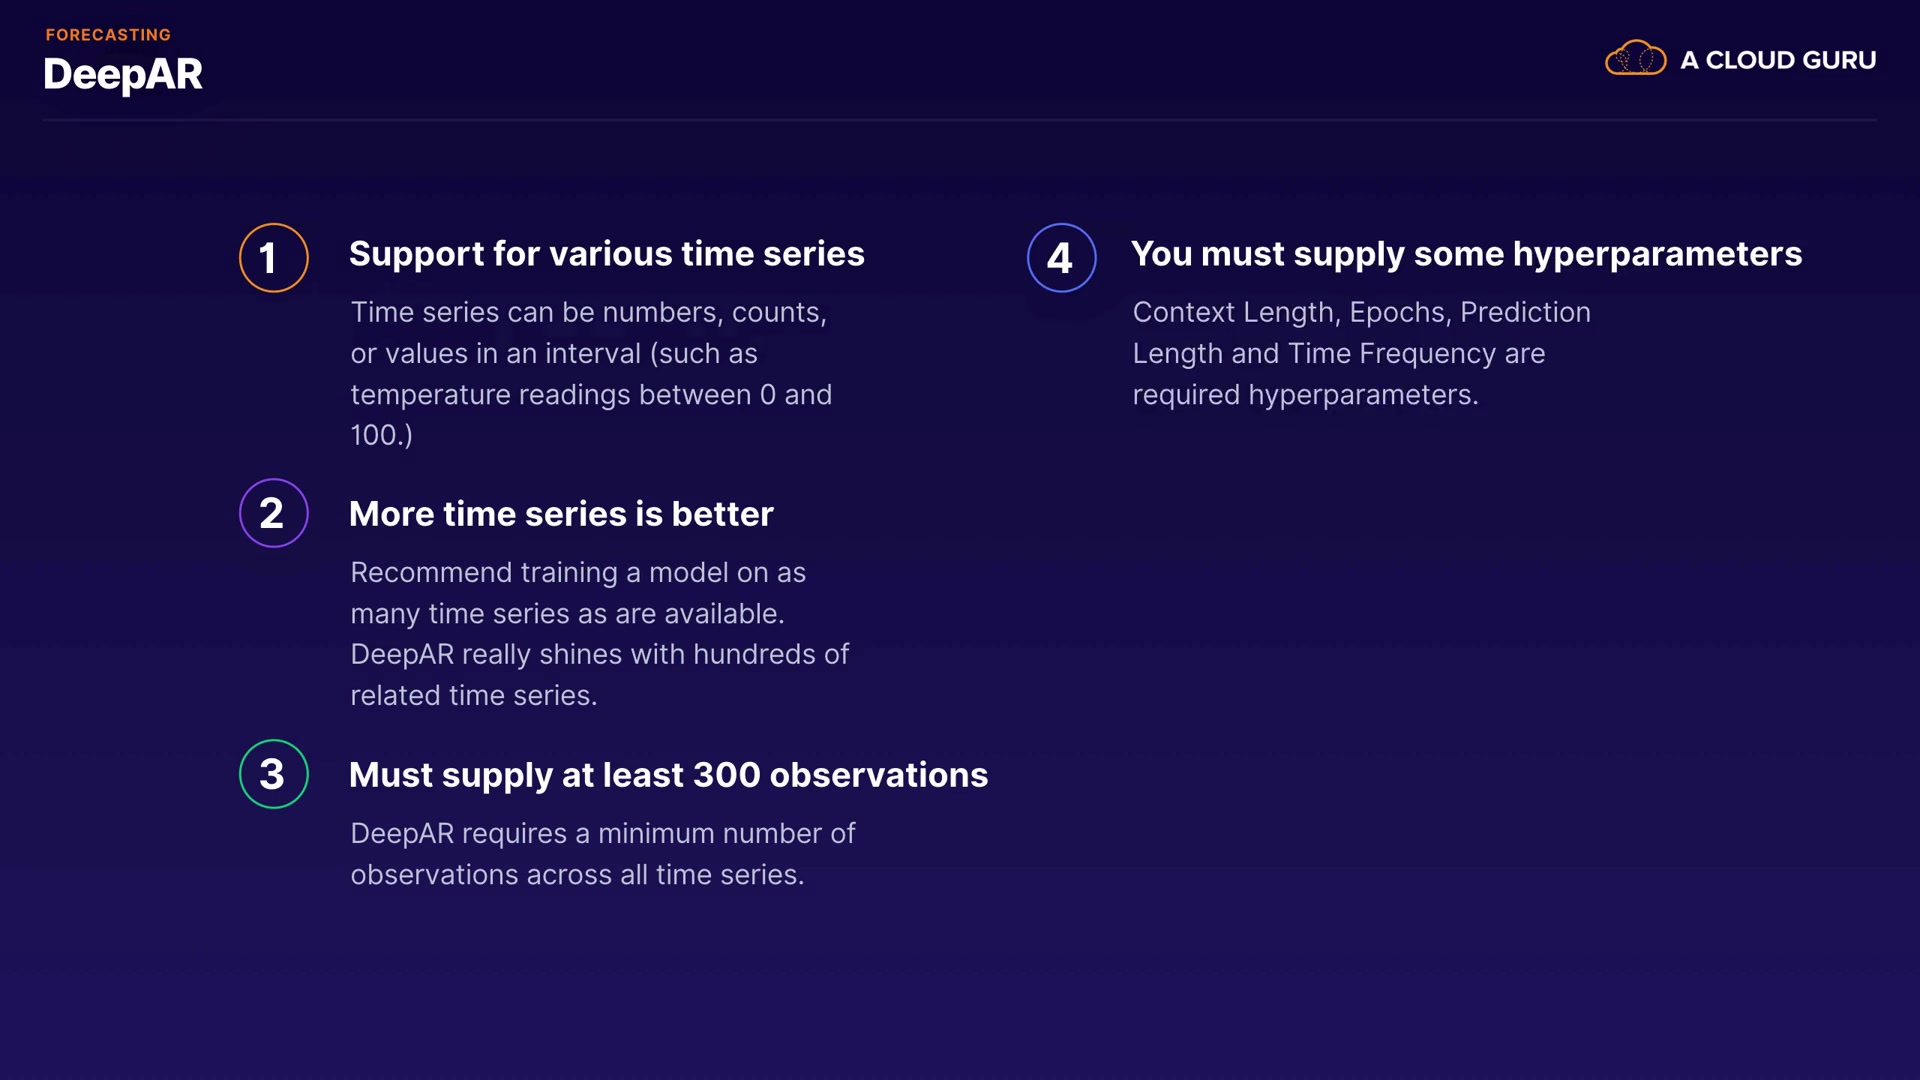 FORECASTING
DeepAR
A CLOUD GURU
1
Support for various time series
Time series can be numbers, counts,
or values in an interval (such as
temperature readings between 0 and
100.)
2
More time series is better
Recommend training a model on as
many time series as are available.
DeepAR really shines with hundreds of
related time series.
3
Must supply at least 300 observations
DeepAR requires a minimum number of
observations across all time series.
4
You must supply some hyperparameters
Context Length, Epochs, Prediction
Length and Time Frequency are
required hyperparameters.